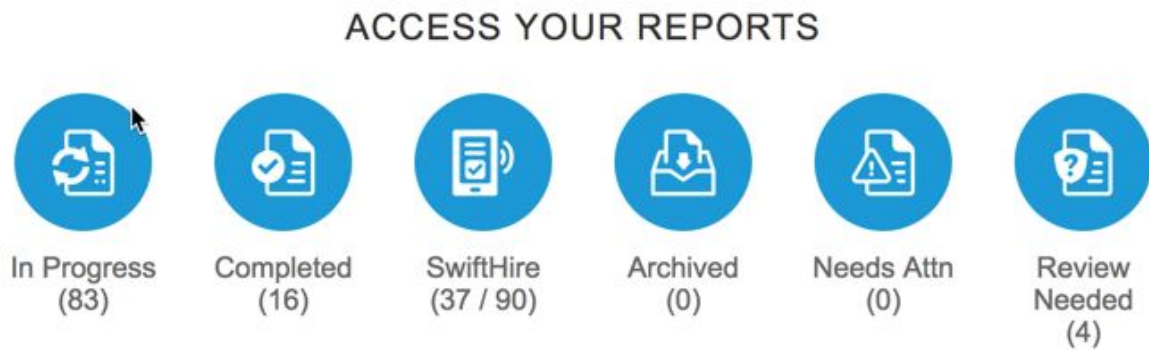 ACCESS YOUR REPORTS
In Progress
(83)
Completed
(16)
SwiftHire
(37 / 90)
Archived
(0)
Needs Attn
(0)
Review
Needed
(4)